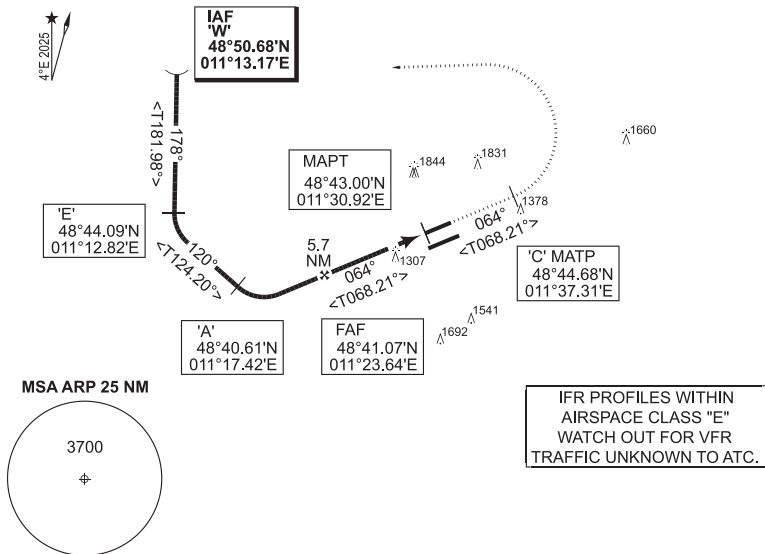 4°E 2025
IAF
'W'
48°50.68'N
011°13.17'E
178°
<T181.98°>
1660
MAPT
48°43.00'N
011°30.92'E
1844
1831
'E'
48°44.09'N
011°12.82'E
1378
120°
<T124.20°>
5.7
NM
064°
<T068.21°>
1307
064°
<T068.21°>
'C' MATP
48°44.68'N
011°37.31'E
'A'
48°40.61'N
011°17.42'E
FAF
48°41.07'N
011°23.64'E
1541
1692
MSA ARP 25 NM
3700
IFR PROFILES WITHIN
AIRSPACE CLASS "E"
WATCH OUT FOR VFR
TRAFFIC UNKNOWN TO ATC.